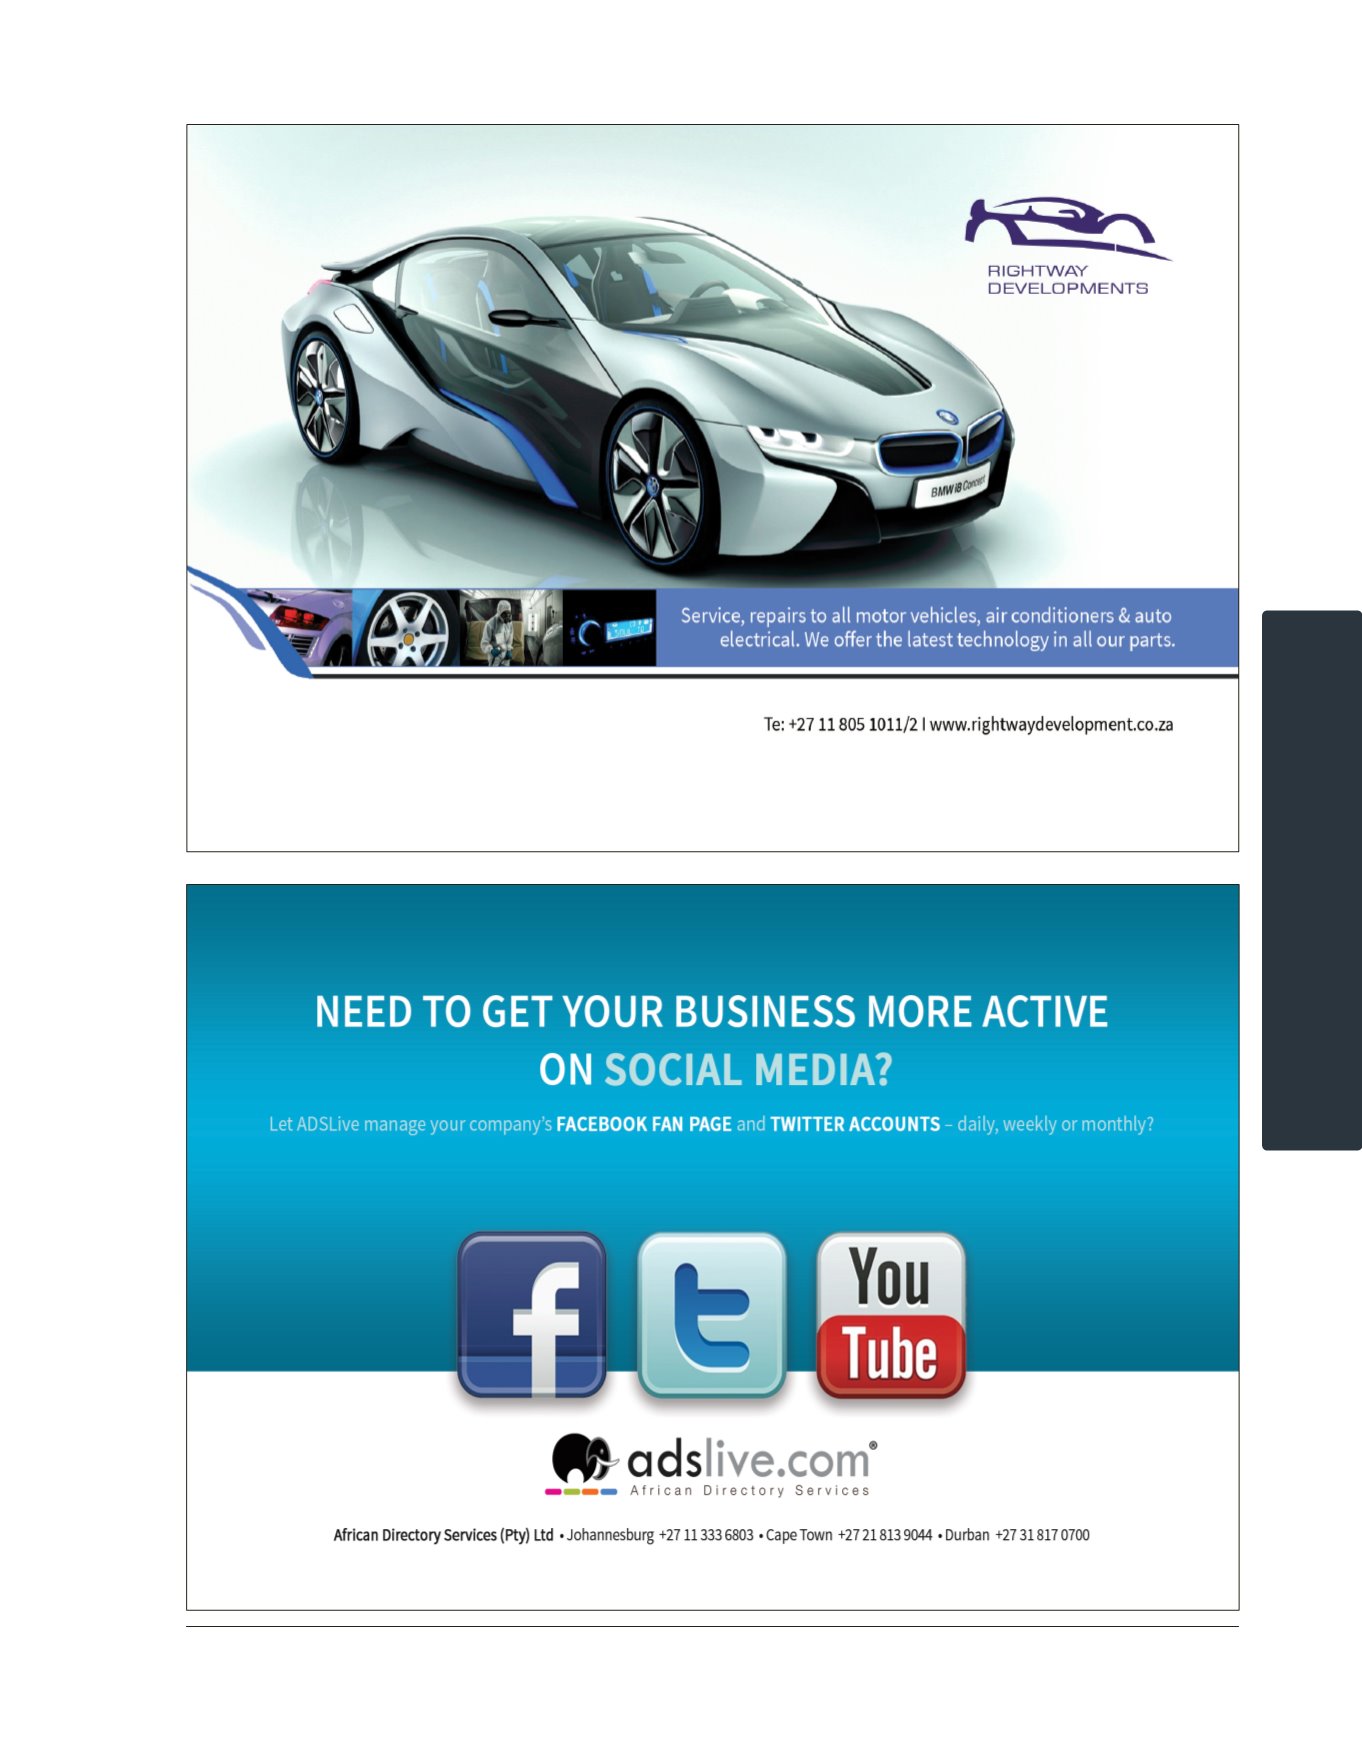 RIGHTWAY
DEVELOPMENTS
BMW i8 Concept
Service, repairs to all motor vehicles, air conditioners & auto
electrical. We offer the latest technology in all our parts.
Te: +27 11 805 1011/2 I www.rightwaydevelopment.co.za
NEED TO GET YOUR BUSINESS MORE ACTIVE
ON SOCIAL MEDIA?
Let ADSLive manage your company's FACEBOOK FAN PAGE and TWITTER ACCOUNTS – daily, weekly or monthly?
f t You
Tube
adslive.com®
African Directory Services
African Directory Services (Pty) Ltd • Johannesburg +27 11 333 6803 • Cape Town +27 21 813 9044 • Durban +27 31 817 0700